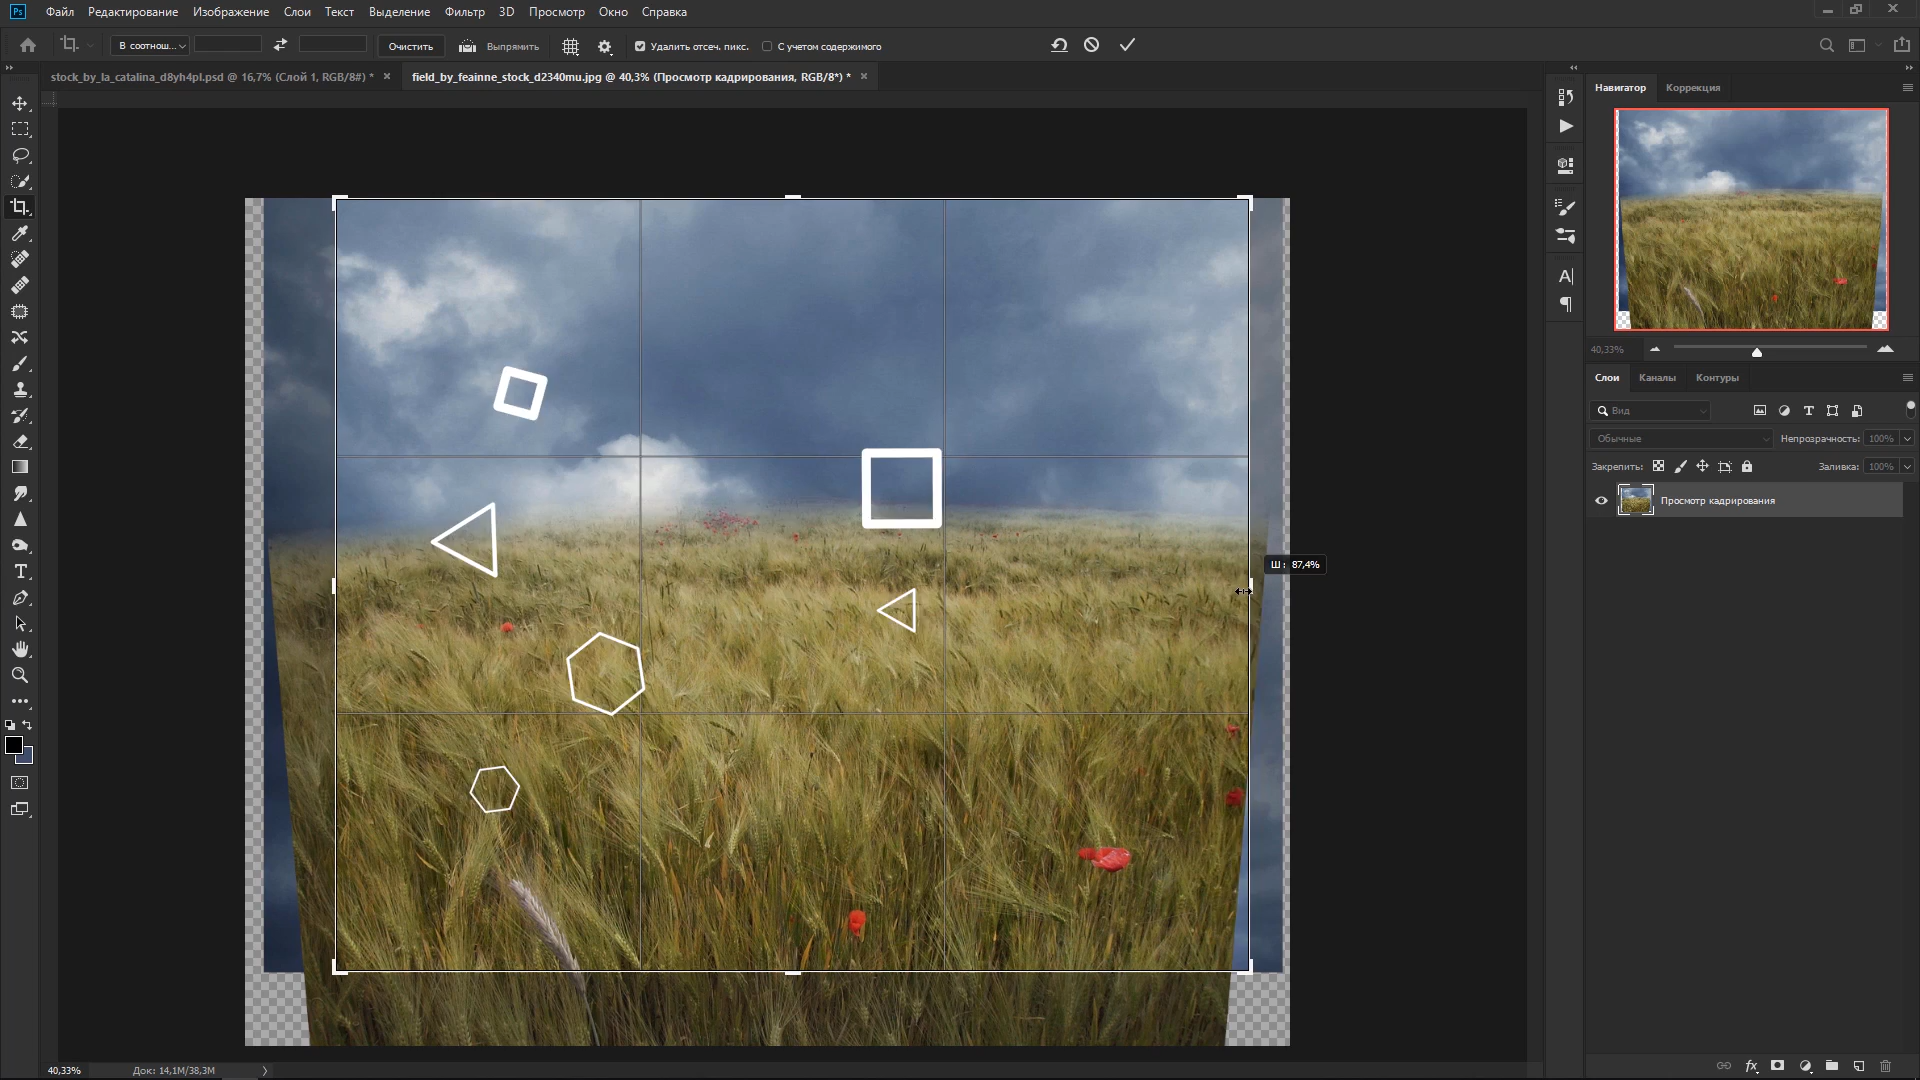 Ps Файл Редактирование Изображение Слои Текст Выделение Фильтр 3D Просмотр Окно Справка
В соотнош... Очистить Выпрямить Удалить отсеч. пикс. С учетом содержимого
stock_by_la_catalina_d8yh4pl.psd @ 16,7% (Слой 1, RGB/8#) * × field_by_feainne_stock_d2340mu.jpg @ 40,3% (Просмотр кадрирования, RGB/8*) * ×
Навигатор Коррекция
40,33%
Слои Каналы Контуры
Вид
Обычные Непрозрачность: 100%
Закрепить: Заливка: 100%
Просмотр кадрирования
Ш: 87,4%
40,33% Док: 14,1M/38,3M